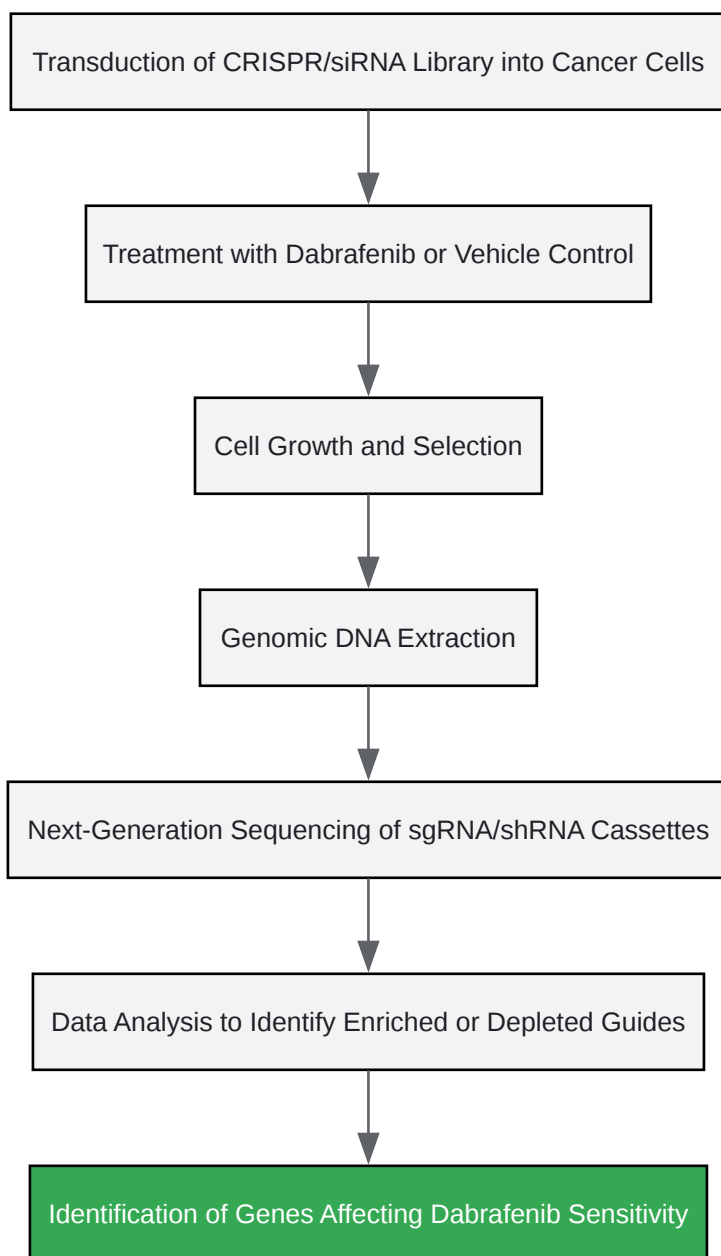 Transduction of CRISPR/siRNA Library into Cancer Cells
Treatment with Dabrafenib or Vehicle Control
Cell Growth and Selection
Genomic DNA Extraction
Next-Generation Sequencing of sgRNA/shRNA Cassettes
Data Analysis to Identify Enriched or Depleted Guides
Identification of Genes Affecting Dabrafenib Sensitivity